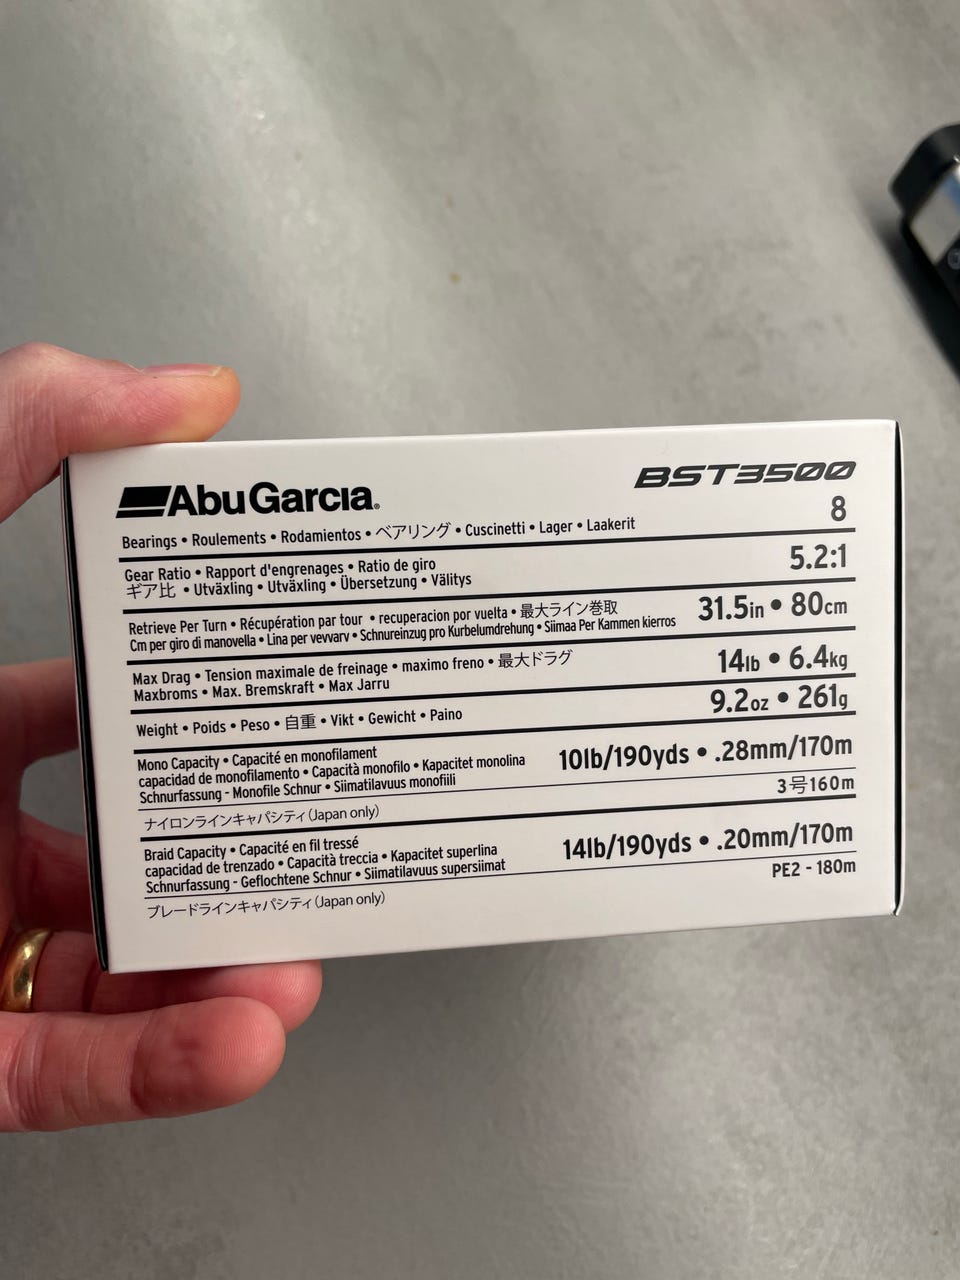 AbuGarcia®
BST3500
Bearings • Roulements • Rodamientos • ベアリング • Cuscinetti • Lager • Laakerit 8
Gear Ratio • Rapport d'engrenages • Ratio de giro 5.2:1
ギア比 • Utväxling • Utväxling • Übersetzung • Välitys
Retrieve Per Turn • Récupération par tour • recuperacion por vuelta • 最大ライン巻取 31.5in • 80cm
Cm per giro di manovella • Lina per vevvarv • Schnureinzug pro Kurbelumdrehung • Siimaa Per Kammen kierros
Max Drag • Tension maximale de freinage • maximo freno • 最大ドラグ 14lb • 6.4kg
Maxbroms • Max. Bremskraft • Max Jarru
Weight • Poids • Peso • 自重 • Vikt • Gewicht • Paino 9.2oz • 261g
Mono Capacity • Capacité en monofilament
capacidad de monofilamento • Capacità monofilo • Kapacitet monolina 10lb/190yds • .28mm/170m
Schnurfassung - Monofile Schnur • Siimatilavuus monofiili
ナイロンラインキャパシティ(Japan only) 3号160m
Braid Capacity • Capacité en fil tressé
capacidad de trenzado • Capacità treccia • Kapacitet superlina 14lb/190yds • .20mm/170m
Schnurfassung - Geflochtene Schnur • Siimatilavuus supersiimat
ブレードラインキャパシティ(Japan only) PE2 - 180m